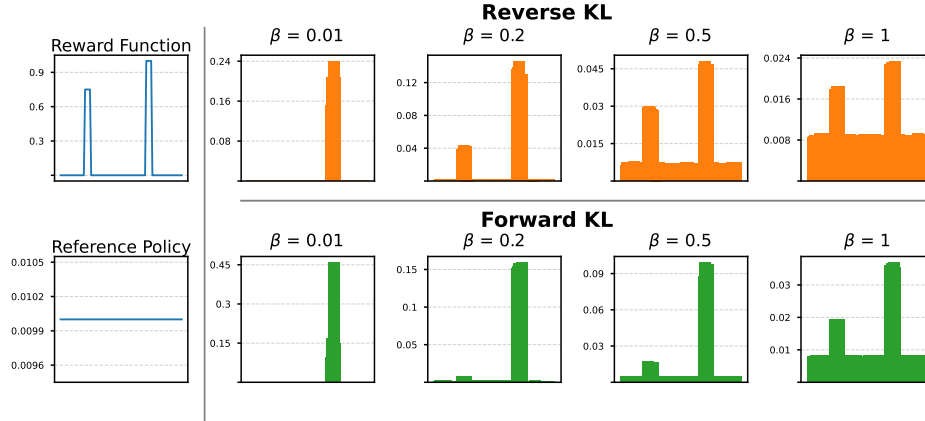 Reverse KL
Reward Function
0.9
0.6
0.3
β = 0.01
0.24
0.16
0.08
β = 0.2
0.12
0.08
0.04
β = 0.5
0.045
0.03
0.015
β = 1
0.024
0.016
0.008
Forward KL
Reference Policy
0.0105
0.0102
0.0099
0.0096
β = 0.01
0.45
0.3
0.15
β = 0.2
0.15
0.1
0.05
β = 0.5
0.09
0.06
0.03
β = 1
0.03
0.02
0.01